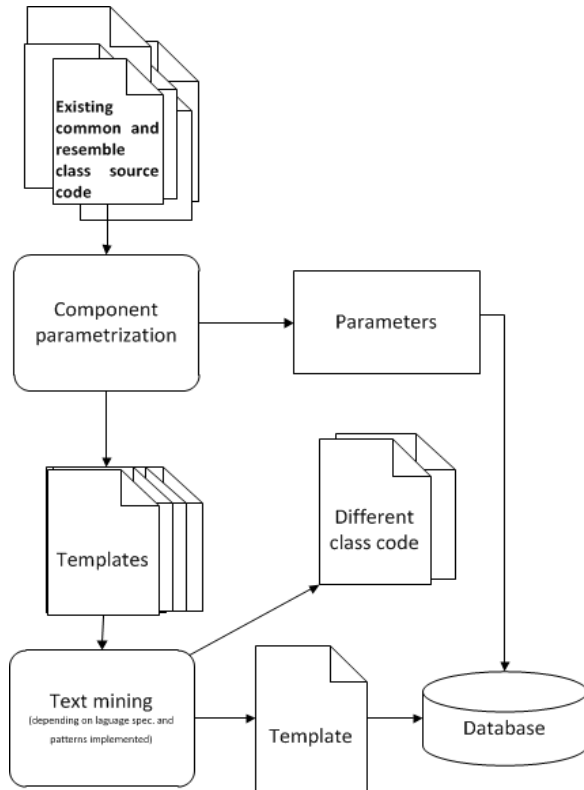 Existing
common and
resemble
class source
code
Component
parametrization
Parameters
Templates
Different
class code
Text mining
(depending on laguage spec. and
patterns implemented)
Template
Database